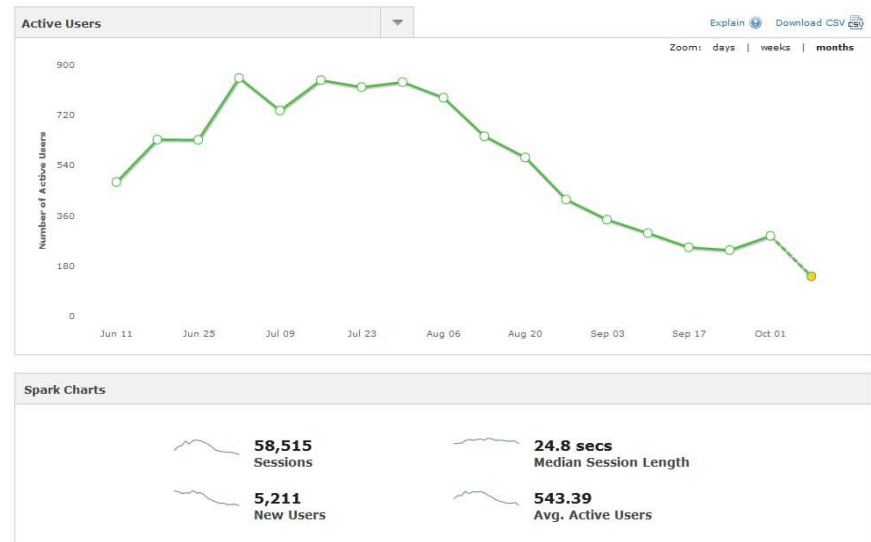 Active Users
Explain Download CSV CSV
Zoom: days | weeks | months
900
720
540
360
180
0
Number of Active Users
Jun 11 Jun 25 Jul 09 Jul 23 Aug 06 Aug 20 Sep 03 Sep 17 Oct 01
Spark Charts
58,515
Sessions
24.8 secs
Median Session Length
5,211
New Users
543.39
Avg. Active Users